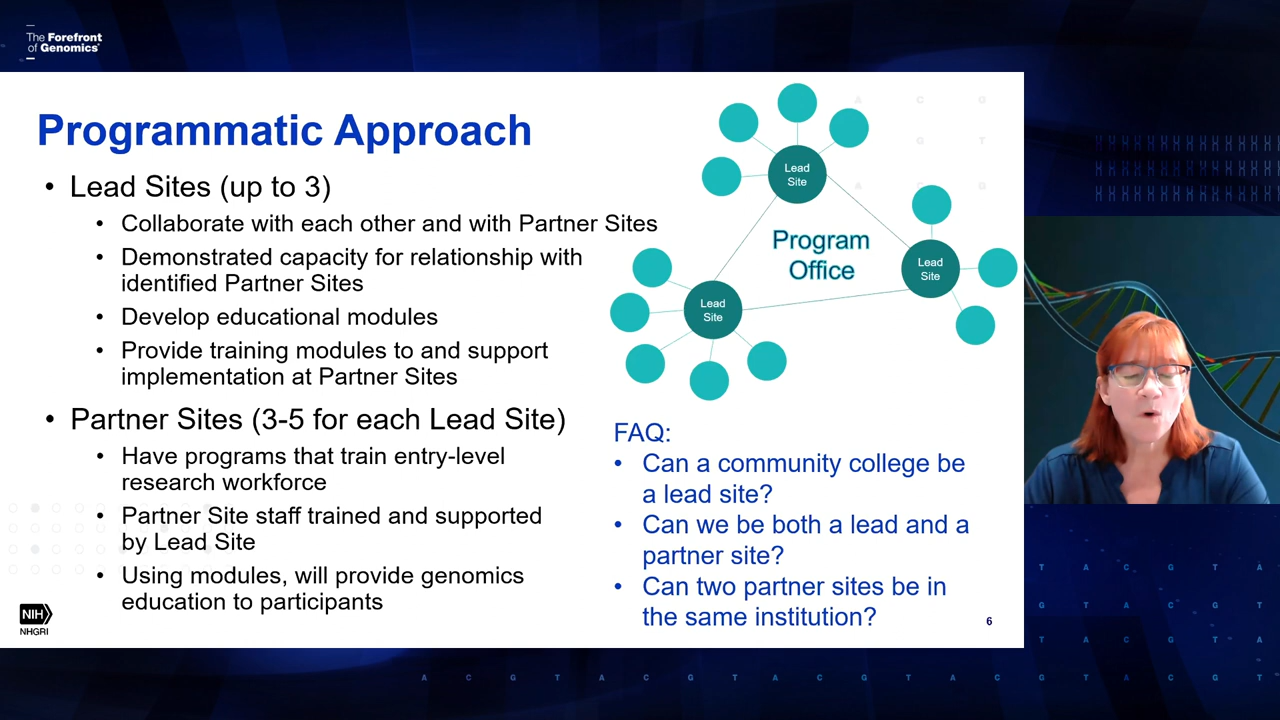 The Forefront
of Genomics®
Programmatic Approach
• Lead Sites (up to 3)
• Collaborate with each other and with Partner Sites
• Demonstrated capacity for relationship with
identified Partner Sites
• Develop educational modules
• Provide training modules to and support
implementation at Partner Sites
• Partner Sites (3-5 for each Lead Site)
• Have programs that train entry-level
research workforce
• Partner Site staff trained and supported
by Lead Site
• Using modules, will provide genomics
education to participants
Lead
Site
Program
Office
Lead
Site
Lead
Site
FAQ:
• Can a community college be
a lead site?
• Can we be both a lead and a
partner site?
• Can two partner sites be in
the same institution?
NIH
NHGRI
6
A C G
G T
A C G
T A C G T A
G T A C G T
T A C G T A
A C G T A C G T A C G T A C G T A C G T A C G T